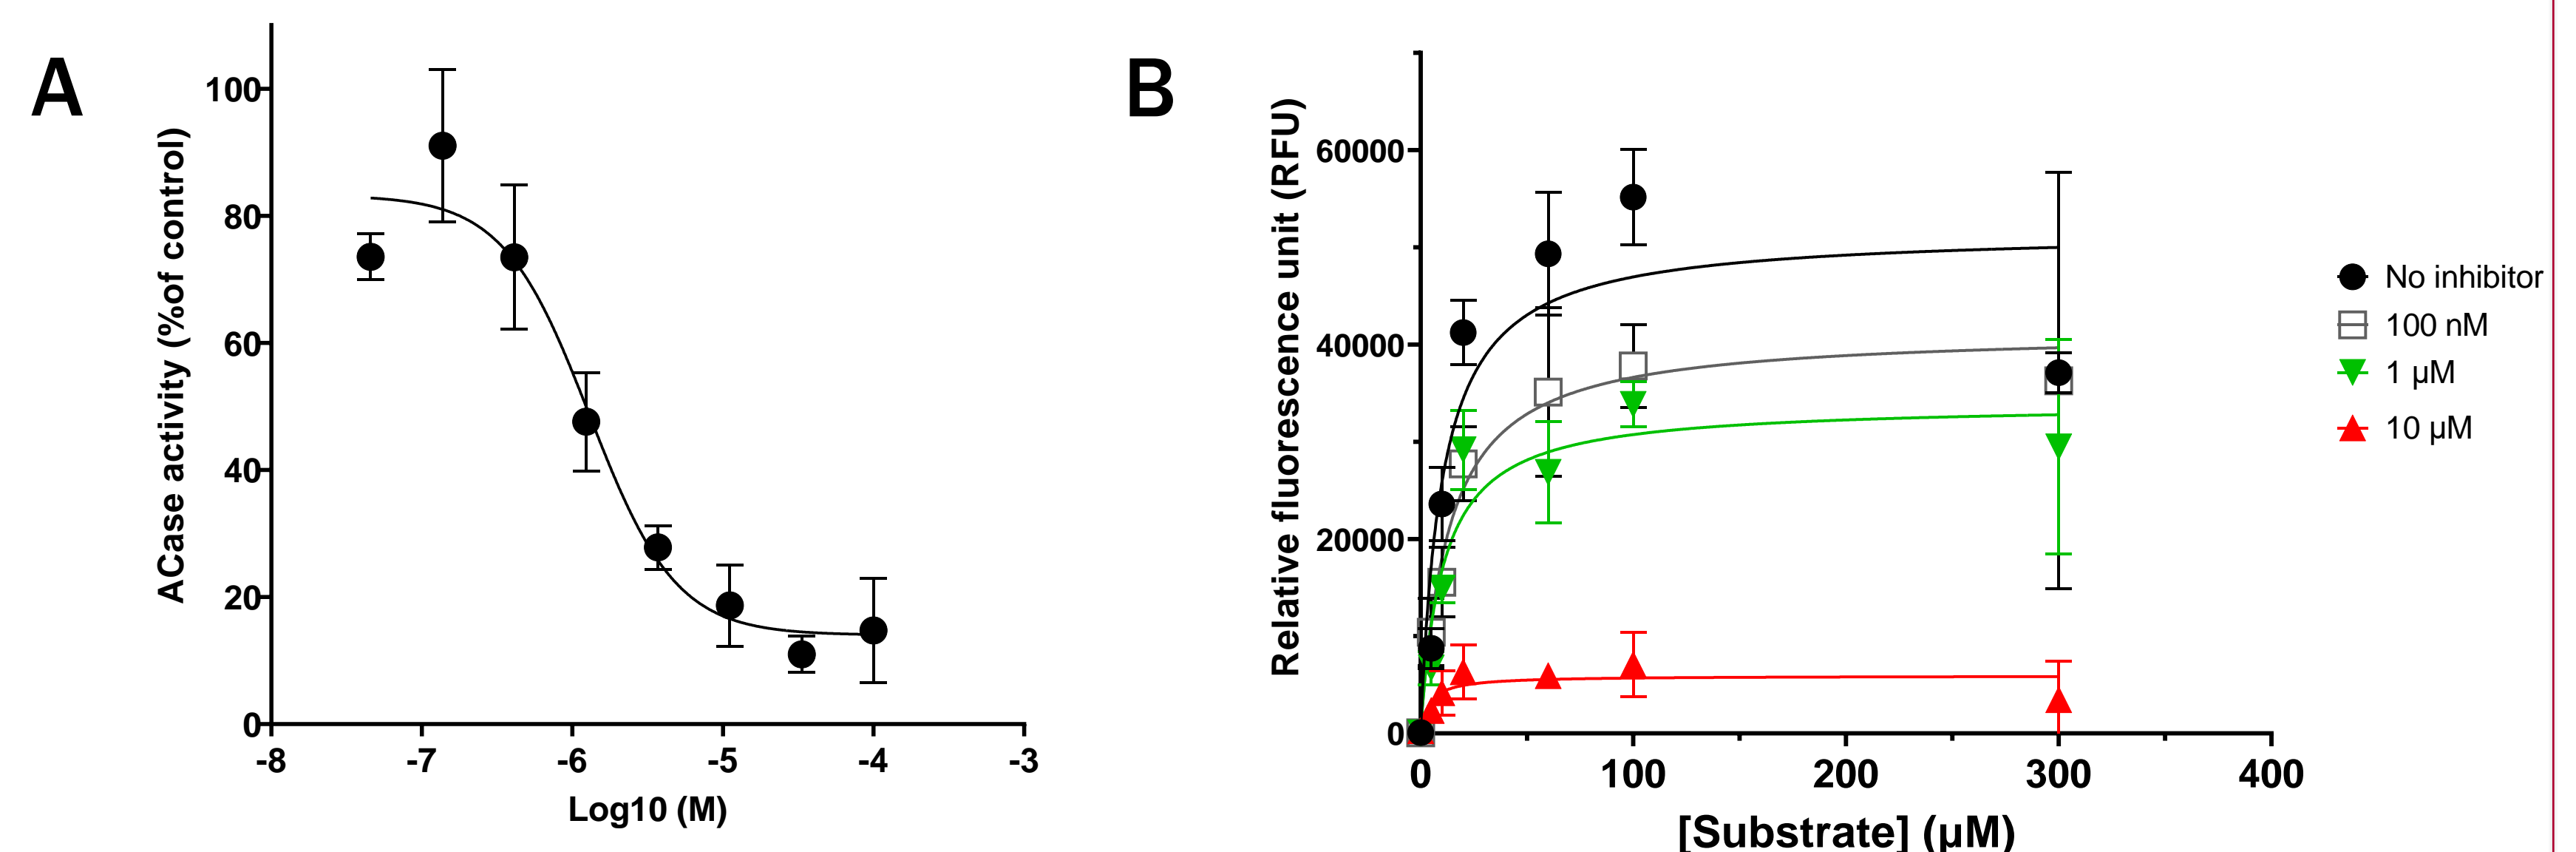 A
ACase activity (%of control)
100
80
60
40
20
0
-8 -7 -6 -5 -4 -3
Log10 (M)
B
Relative fluorescence unit (RFU)
60000
40000
20000
0
0 100 200 300 400
[Substrate] (µM)
No inhibitor
100 nM
1 µM
10 µM